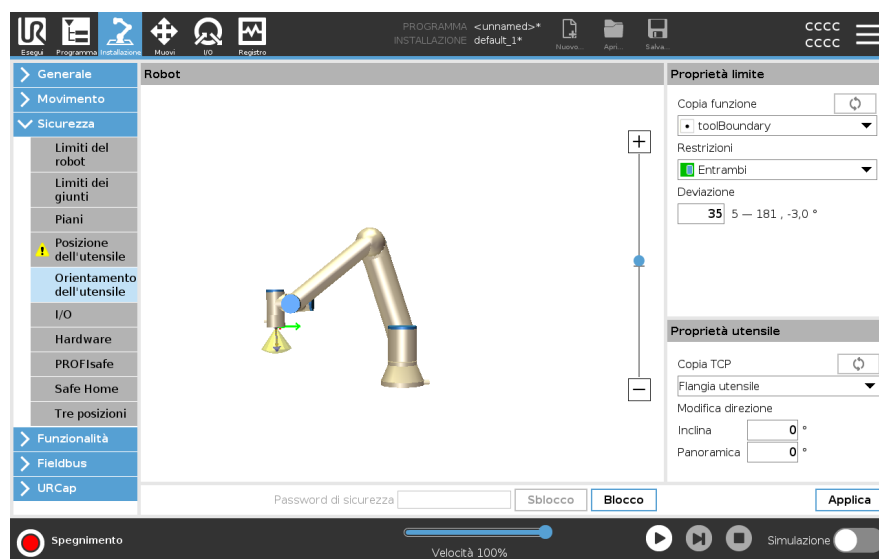 PROGRAMMA <unnamed>*
INSTALLAZIONE default_1*
Esegui
Programma
Installazione
Muovi
I/O
Registro
Nuovo...
Apri...
Salva...
cccc
cccc
Generale
Movimento
Sicurezza
Limiti del
robot
Limiti dei
giunti
Piani
Posizione
dell'utensile
Orientamento
dell'utensile
I/O
Hardware
PROFIsafe
Safe Home
Tre posizioni
Funzionalità
Fieldbus
URCap
Robot
Proprietà limite
Copia funzione
toolBoundary
Restrizioni
Entrambi
Deviazione
35 5 — 181 , -3,0 °
Proprietà utensile
Copia TCP
Flangia utensile
Modifica direzione
Inclina 0 °
Panoramica 0 °
Password di sicurezza
Sblocco
Blocco
Applica
Spegnimento
Velocità 100%
Simulazione